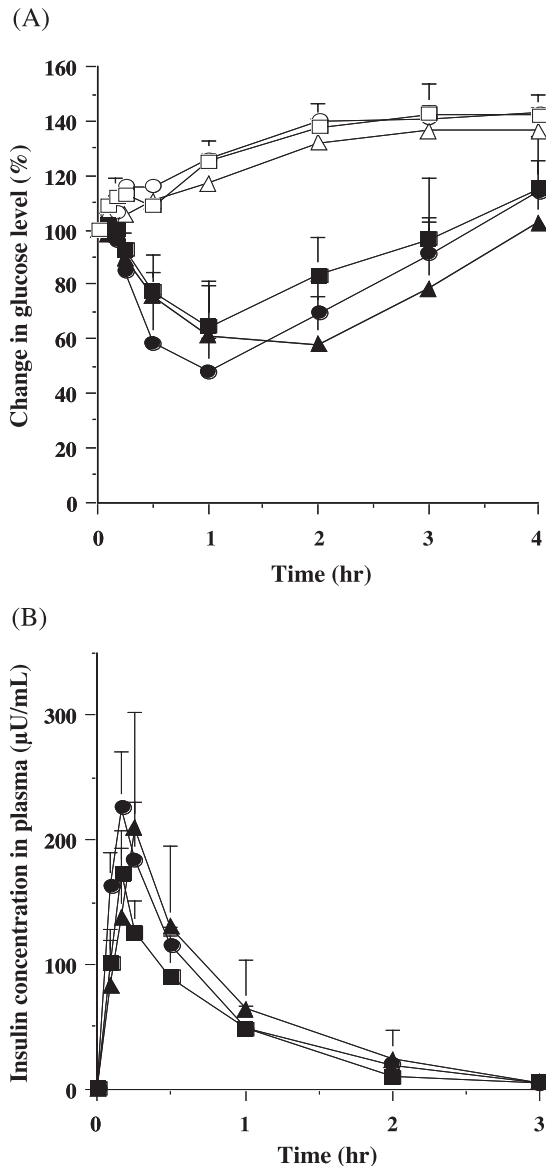 (A)
160
140
120
100
80
60
40
20
0
Change in glucose level (%)
0 1 2 3 4
Time (hr)
(B)
300
200
100
0
Insulin concentration in plasma (μU/mL)
0 1 2 3
Time (hr)